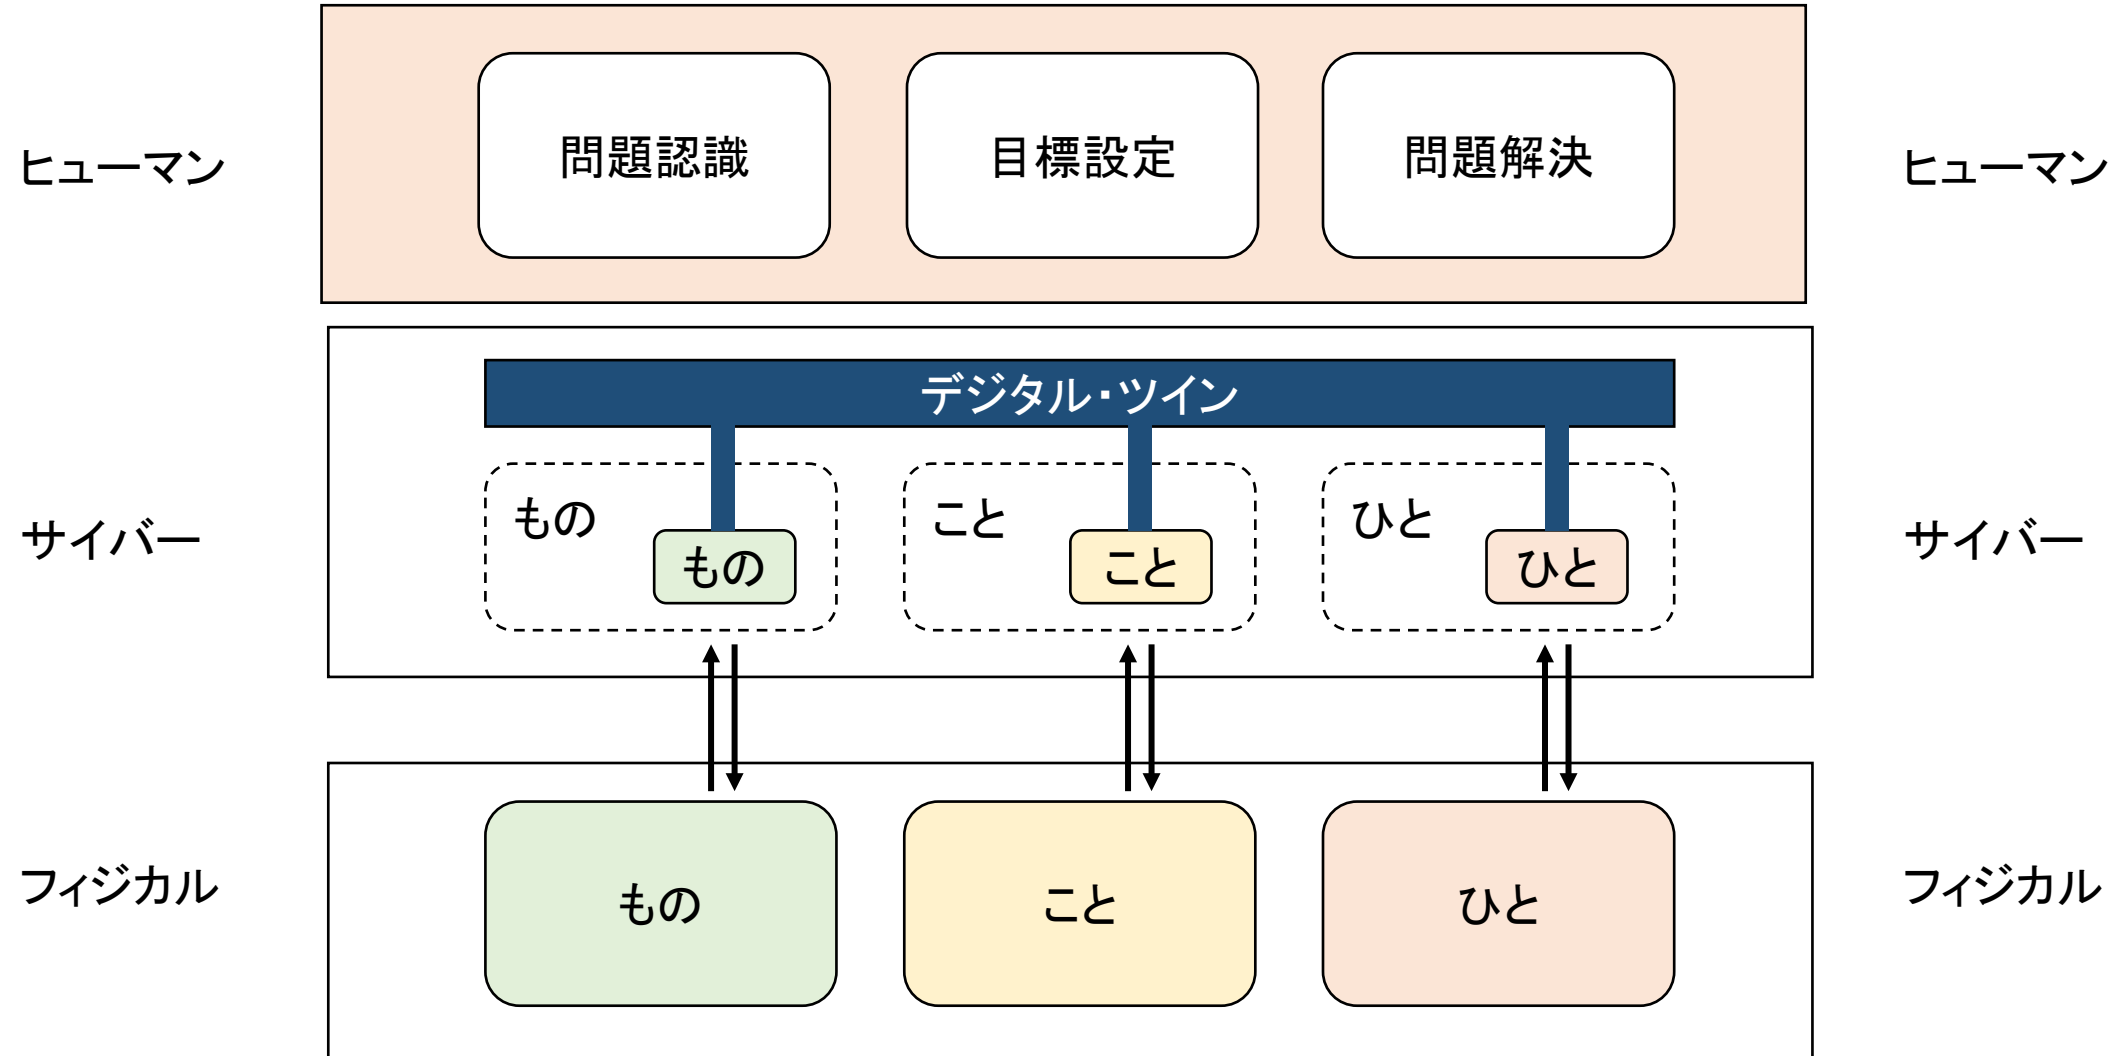 問題認識
目標設定
問題解決
ヒューマン
ヒューマン
デジタル・ツイン
もの
こと
ひと
もの
こと
ひと
サイバー
サイバー
もの
こと
ひと
フィジカル
フィジカル